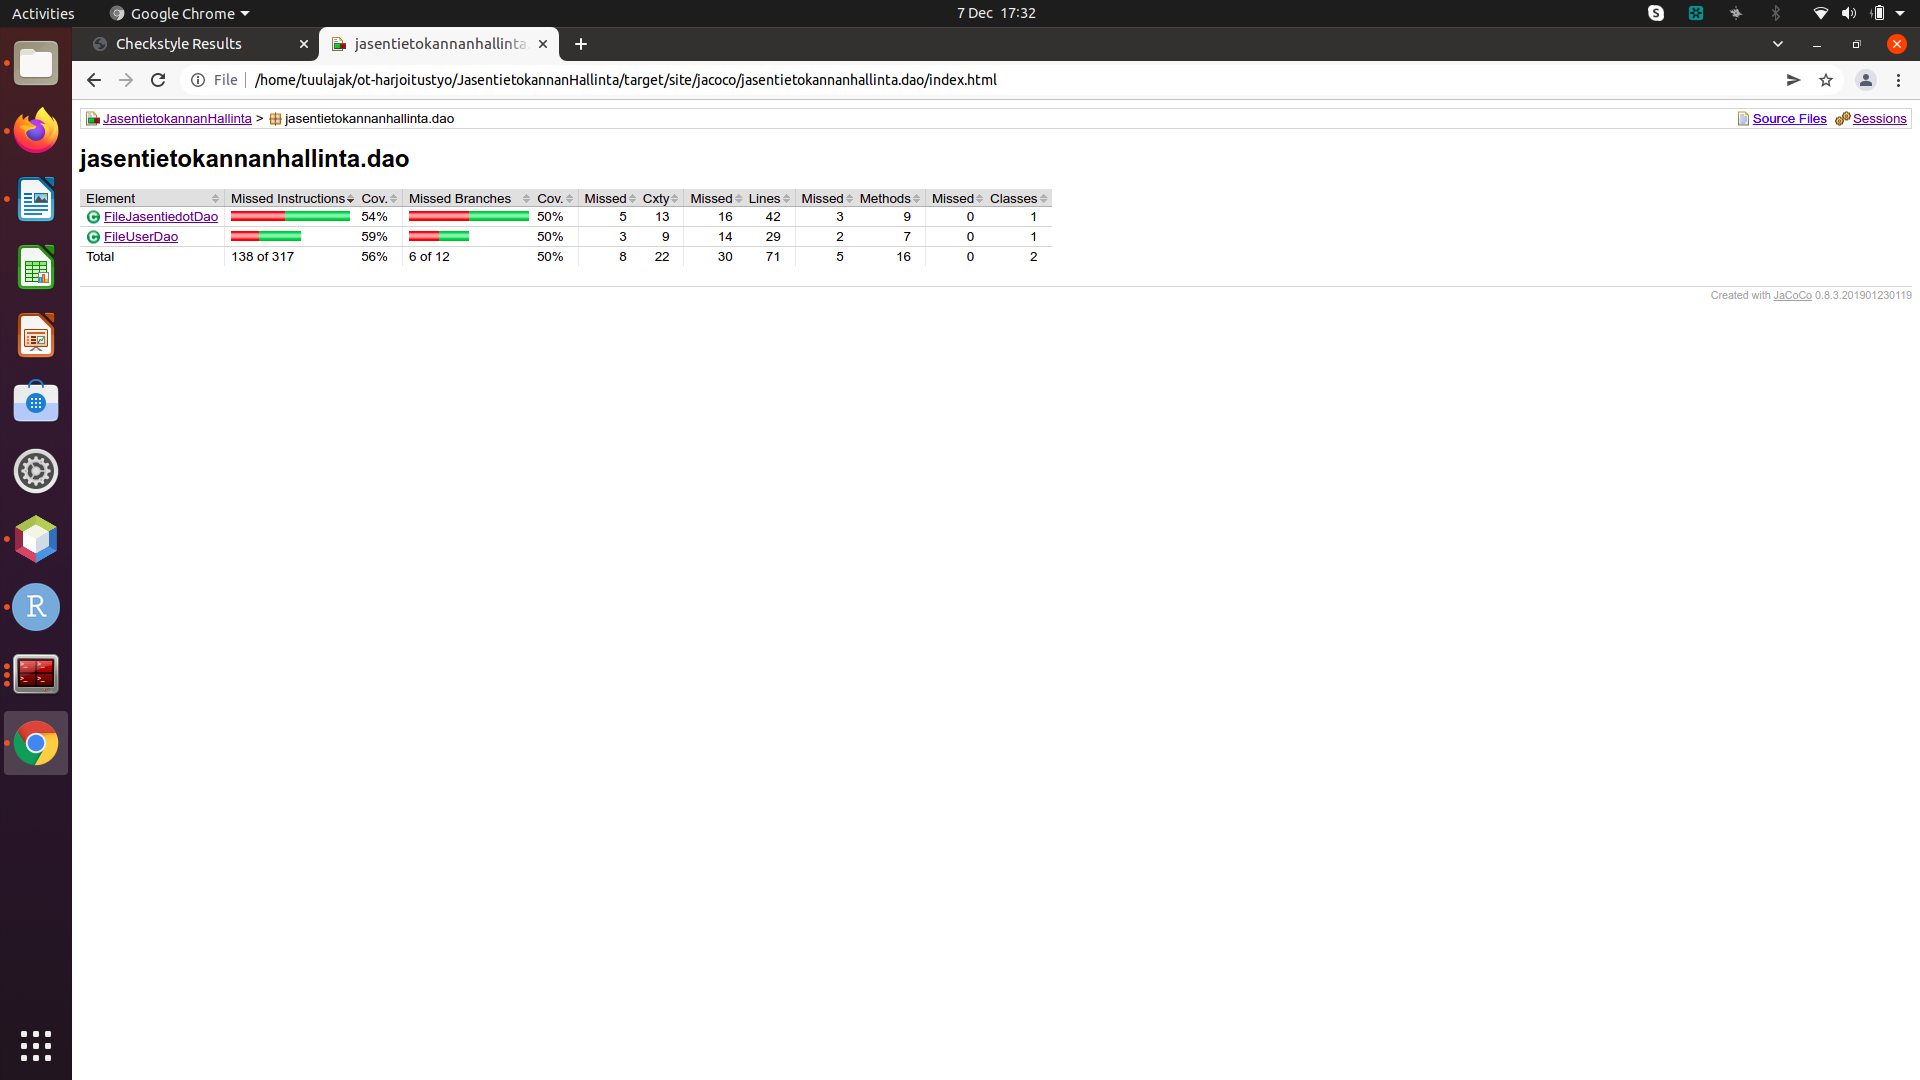 Activities Google Chrome 7 Dec 17:32
Checkstyle Results jasentietokannanhallinta.
File /home/tuulajak/ot-harjoitustyo/JasentietokannanHallinta/target/site/jacoco/jasentietokannanhallinta.dao/index.html
JasentietokannanHallinta > jasentietokannanhallinta.dao Source Files Sessions
jasentietokannanhallinta.dao
Element Missed Instructions Cov. Missed Branches Cov. Missed Cxty Missed Lines Missed Methods Missed Classes
FileJasentiedotDao 54% 50% 5 13 16 42 3 9 0 1
FileUserDao 59% 50% 3 9 14 29 2 7 0 1
Total 138 of 317 56% 6 of 12 50% 8 22 30 71 5 16 0 2
Created with JaCoCo 0.8.3.201901230119